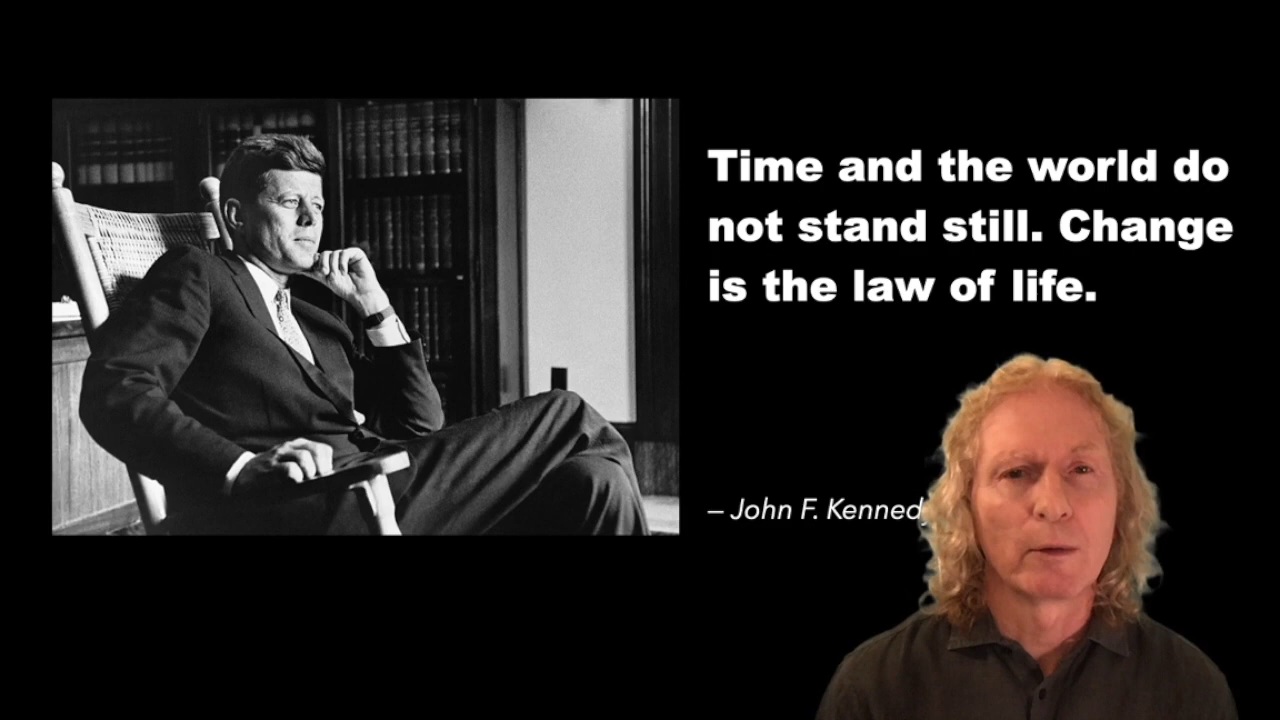 Time and the world do
not stand still. Change
is the law of life.
– John F. Kenned